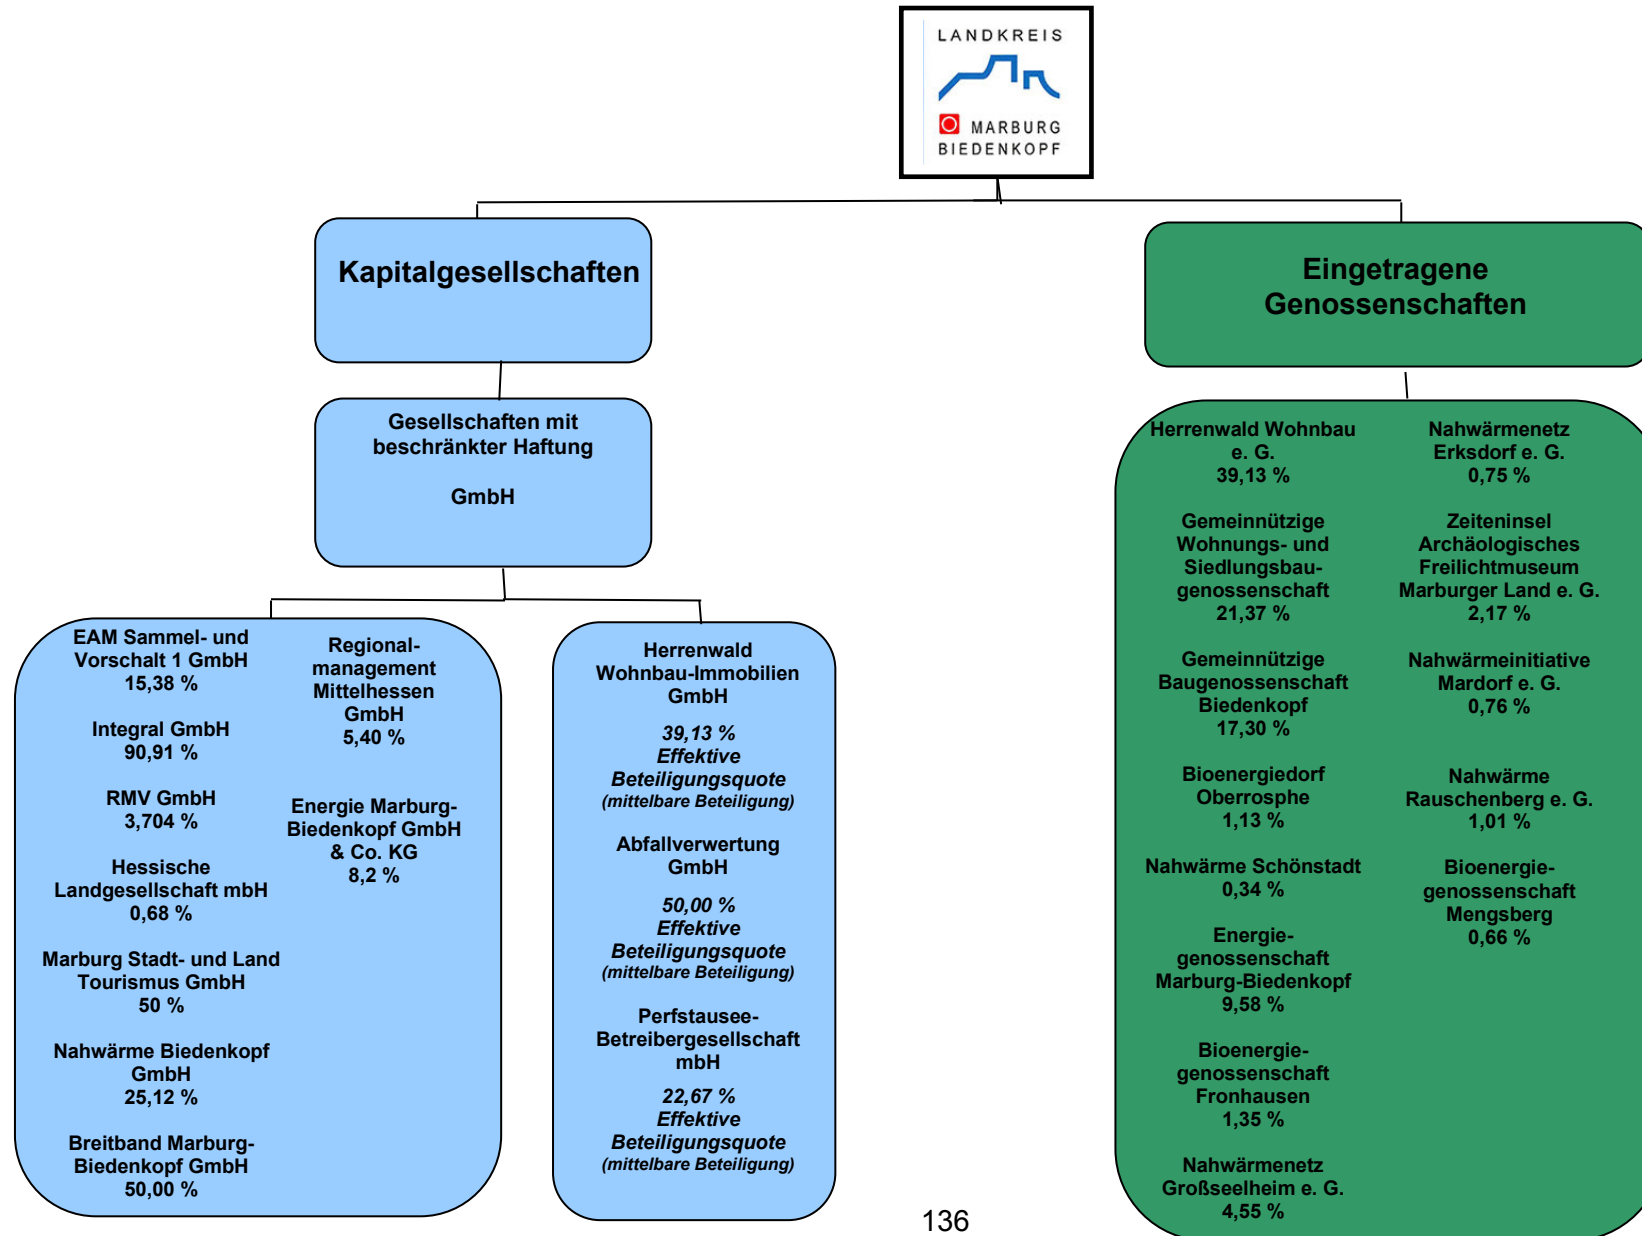 LANDKREIS
MARBURG
BIEDENKOPF
Kapitalgesellschaften
Gesellschaften mit
beschränkter Haftung
GmbH
EAM Sammel- und
Vorschalt 1 GmbH
15,38 %
Integral GmbH
90,91 %
RMV GmbH
3,704 %
Hessische
Landgesellschaft mbH
0,68 %
Marburg Stadt- und Land
Tourismus GmbH
50 %
Nahwärme Biedenkopf
GmbH
25,12 %
Breitband Marburg-
Biedenkopf GmbH
50,00 %
Regional-
management
Mittelhessen
GmbH
5,40 %
Energie Marburg-
Biedenkopf GmbH
& Co. KG
8,2 %
Herrenwald
Wohnbau-Immobilien
GmbH
39,13 %
Effektive
Beteiligungsquote
(mittelbare Beteiligung)
Abfallverwertung
GmbH
50,00 %
Effektive
Beteiligungsquote
(mittelbare Beteiligung)
Perfstausee-
Betreibergesellschaft
mbH
22,67 %
Effektive
Beteiligungsquote
(mittelbare Beteiligung)
Eingetragene
Genossenschaften
Herrenwald Wohnbau
e. G.
39,13 %
Gemeinnützige
Wohnungs- und
Siedlungsbau-
genossenschaft
21,37 %
Gemeinnützige
Baugenossenschaft
Biedenkopf
17,30 %
Bioenergiedorf
Oberrosphe
1,13 %
Nahwärme Schönstadt
0,34 %
Energie-
genossenschaft
Marburg-Biedenkopf
9,58 %
Bioenergie-
genossenschaft
Fronhausen
1,35 %
Nahwärmenetz
Großseelheim e. G.
4,55 %
Nahwärmenetz
Erksdorf e. G.
0,75 %
Zeiteninsel
Archäologisches
Freilichtmuseum
Marburger Land e. G.
2,17 %
Nahwärmeinitiative
Mardorf e. G.
0,76 %
Nahwärme
Rauschenberg e. G.
1,01 %
Bioenergie-
genossenschaft
Mengsberg
0,66 %
136